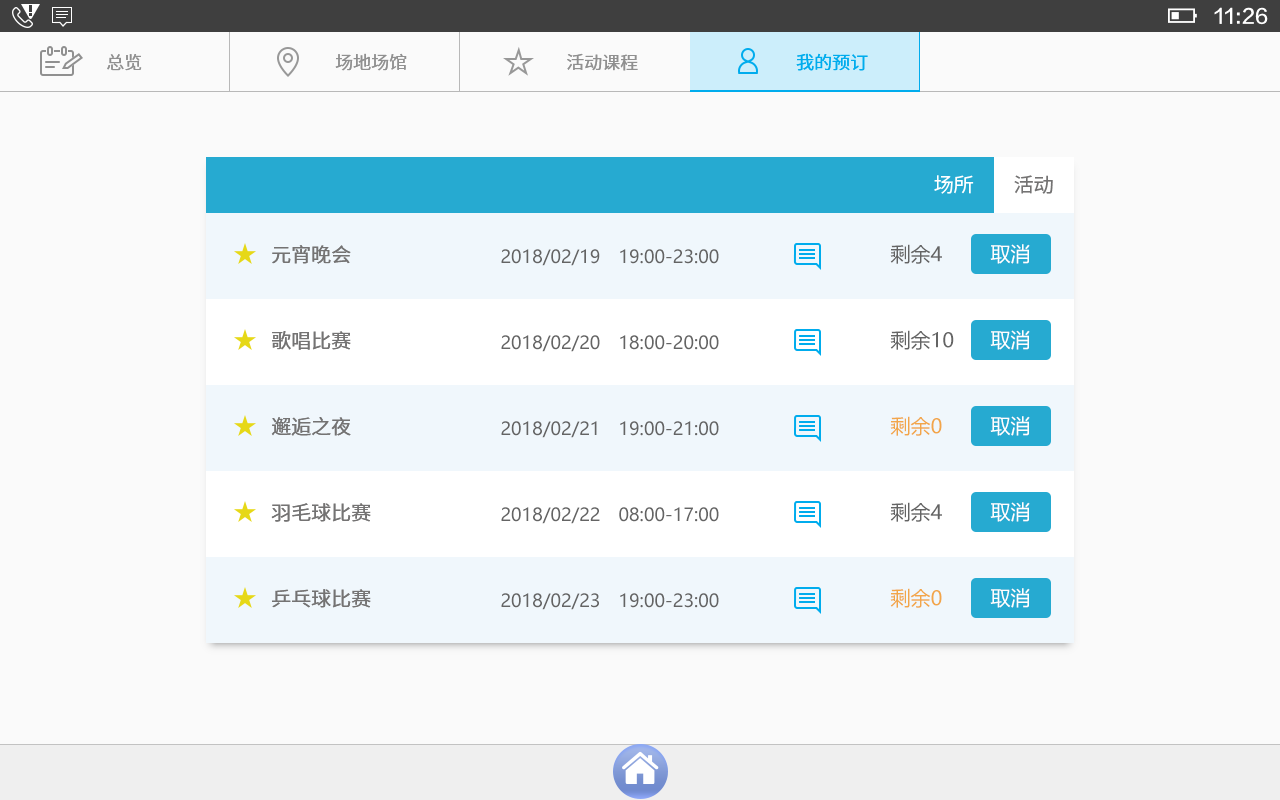 11:26
总览 场地场馆 活动课程 我的预订
场所 活动
元宵晚会 2018/02/19 19:00-23:00 剩余4 取消
歌唱比赛 2018/02/20 18:00-20:00 剩余10 取消
邂逅之夜 2018/02/21 19:00-21:00 剩余0 取消
羽毛球比赛 2018/02/22 08:00-17:00 剩余4 取消
乒乓球比赛 2018/02/23 19:00-23:00 剩余0 取消